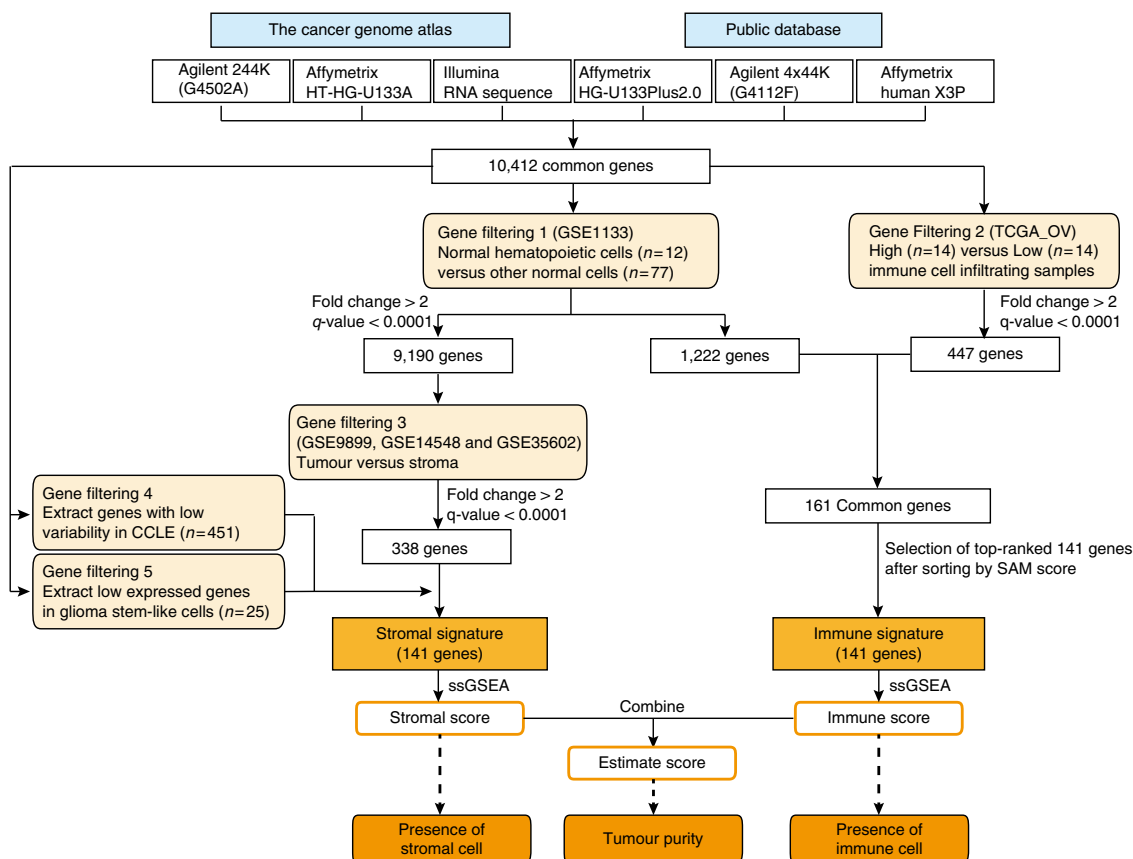 The cancer genome atlas
Public database
Agilent 244K
(G4502A)
Affymetrix
HT-HG-U133A
Illumina
RNA sequence
Affymetrix
HG-U133Plus2.0
Agilent 4x44K
(G4112F)
Affymetrix
human X3P
10,412 common genes
Gene filtering 1 (GSE1133)
Normal hematopoietic cells (n=12)
versus other normal cells (n=77)
Gene Filtering 2 (TCGA_OV)
High (n=14) versus Low (n=14)
immune cell infiltrating samples
Fold change > 2
q-value < 0.0001
Fold change > 2
q-value < 0.0001
9,190 genes
1,222 genes
447 genes
Gene filtering 3
(GSE9899, GSE14548 and GSE35602)
Tumour versus stroma
Gene filtering 4
Extract genes with low
variability in CCLE (n=451)
Fold change > 2
q-value < 0.0001
161 Common genes
338 genes
Selection of top-ranked 141 genes
after sorting by SAM score
Gene filtering 5
Extract low expressed genes
in glioma stem-like cells (n=25)
Stromal signature
(141 genes)
Immune signature
(141 genes)
ssGSEA
ssGSEA
Stromal score
Combine
Immune score
Estimate score
Presence of
stromal cell
Tumour purity
Presence of
immune cell